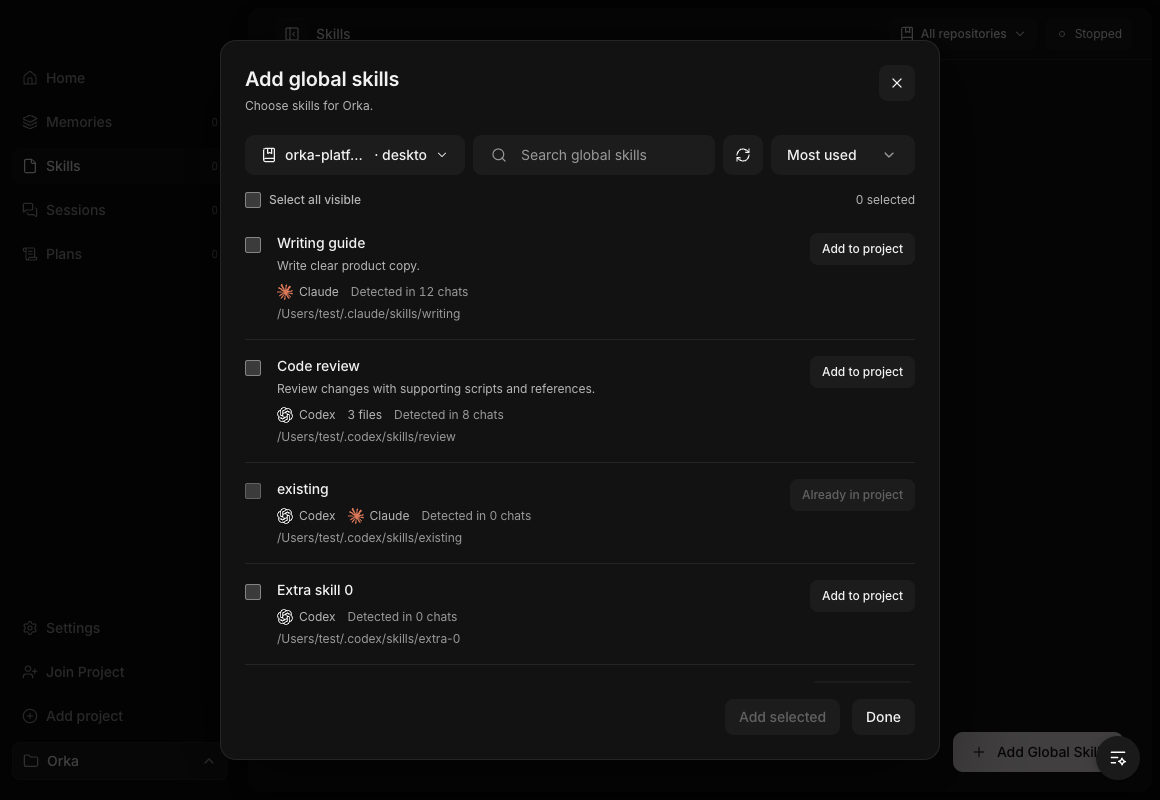 Skills
All repositories
Stopped
Home
Memories 0
Skills 0
Sessions 0
Plans 0
Settings
Join Project
Add project
Orka
Add global skills
Choose skills for Orka.
orka-platf... · deskto
Search global skills
Most used
Select all visible
0 selected
Writing guide
Add to project
Write clear product copy.
Claude Detected in 12 chats
/Users/test/.claude/skills/writing
Code review
Add to project
Review changes with supporting scripts and references.
Codex 3 files Detected in 8 chats
/Users/test/.codex/skills/review
existing
Already in project
Codex Claude Detected in 0 chats
/Users/test/.codex/skills/existing
Extra skill 0
Add to project
Codex Detected in 0 chats
/Users/test/.codex/skills/extra-0
Add selected
Done
Add Global Skil